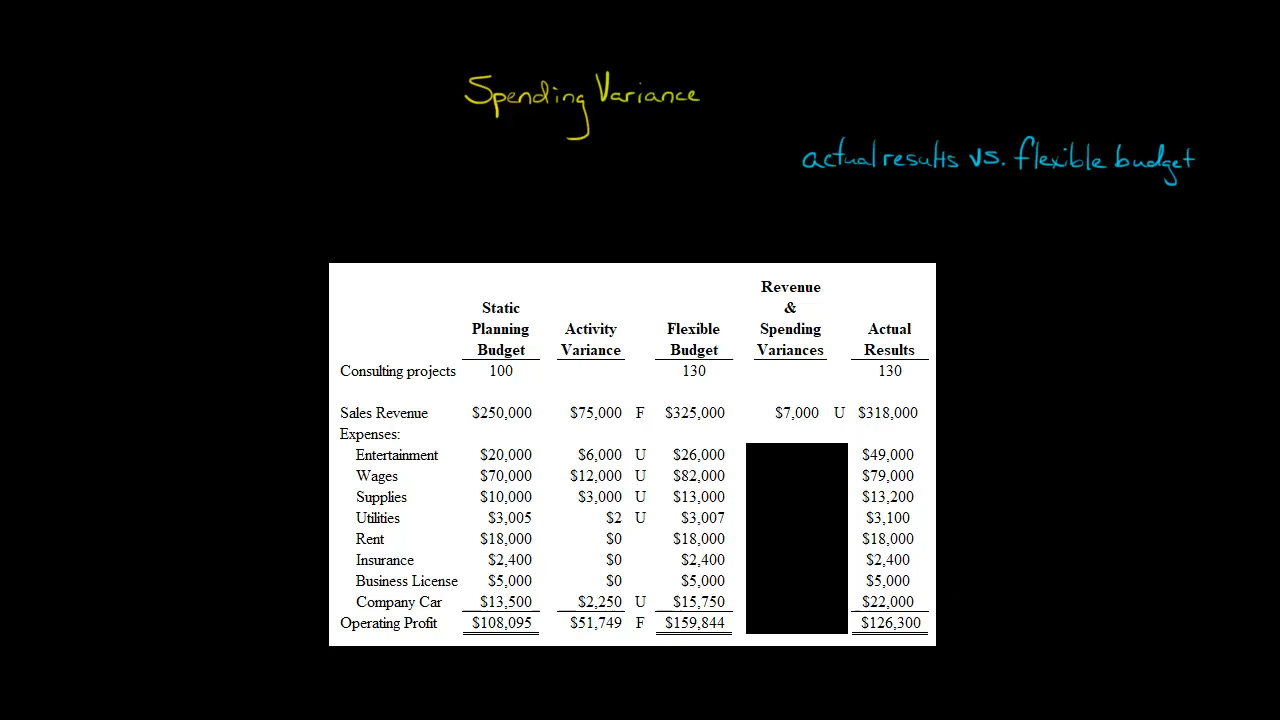 Spending Variance
actual results vs. flexible budget
Revenue
Static & 
Planning Activity Flexible Spending Actual
Budget Variance Budget Variances Results
Consulting projects 100 130 130
Sales Revenue $250,000 $75,000 F $325,000 $7,000 U $318,000
Expenses:
Entertainment $20,000 $6,000 U $26,000 $49,000
Wages $70,000 $12,000 U $82,000 $79,000
Supplies $10,000 $3,000 U $13,000 $13,200
Utilities $3,005 $2 U $3,007 $3,100
Rent $18,000 $0 $18,000 $18,000
Insurance $2,400 $0 $2,400 $2,400
Business License $5,000 $0 $5,000 $5,000
Company Car $13,500 $2,250 U $15,750 $22,000
Operating Profit $108,095 $51,749 F $159,844 $126,300